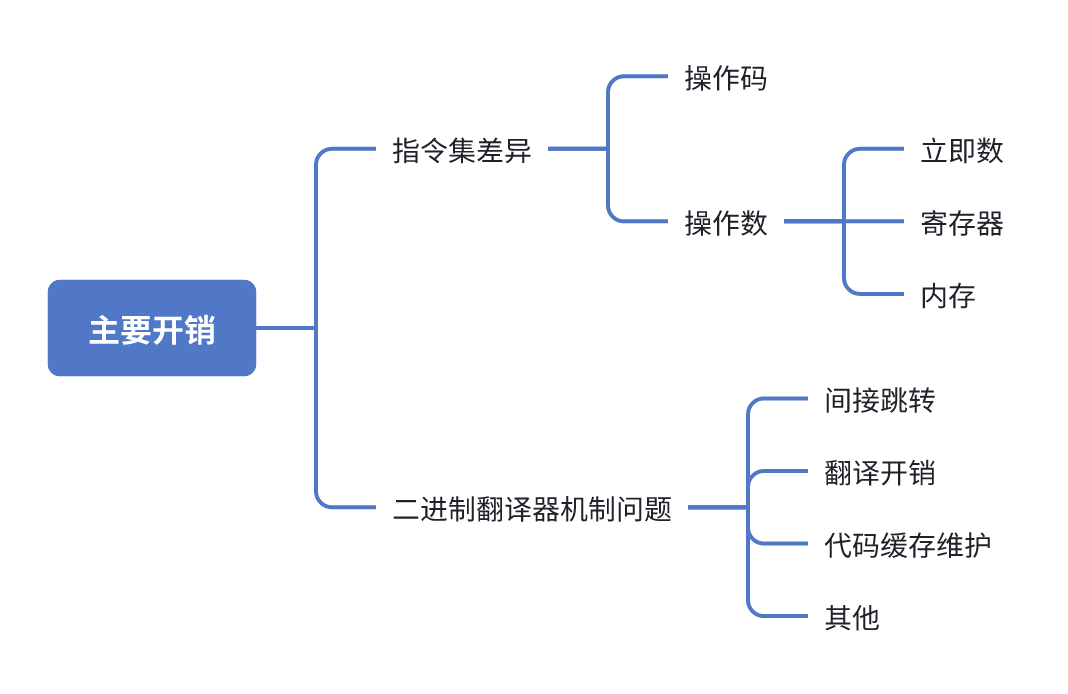 主要开销
指令集差异
操作码
操作数
立即数
寄存器
内存
二进制翻译器机制问题
间接跳转
翻译开销
代码缓存维护
其他